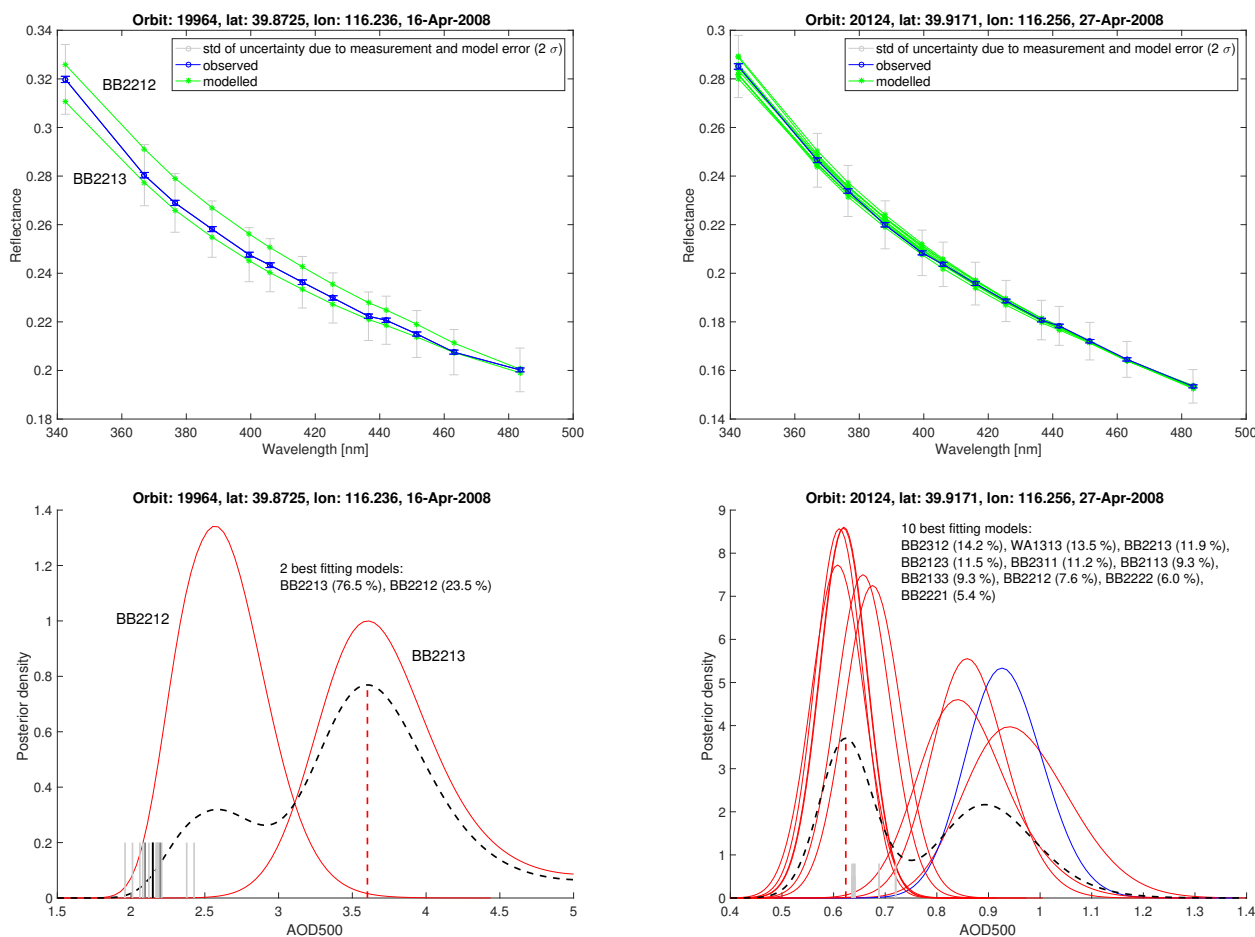 Orbit: 19964, lat: 39.8725, lon: 116.236, 16-Apr-2008
0.34
0.32
0.3
0.28
0.26
0.24
0.22
0.2
0.18
Reflectance
std of uncertainty due to measurement and model error (2 σ)
observed
modelled
BB2212
BB2213
340 360 380 400 420 440 460 480 500
Wavelength [nm]
Orbit: 20124, lat: 39.9171, lon: 116.256, 27-Apr-2008
0.3
0.28
0.26
0.24
0.22
0.2
0.18
0.16
0.14
Reflectance
std of uncertainty due to measurement and model error (2 σ)
observed
modelled
340 360 380 400 420 440 460 480 500
Wavelength [nm]
Orbit: 19964, lat: 39.8725, lon: 116.236, 16-Apr-2008
1.4
1.2
1
0.8
0.6
0.4
0.2
0
Posterior density
2 best fitting models:
BB2213 (76.5 %), BB2212 (23.5 %)
BB2212
BB2213
1.5 2 2.5 3 3.5 4 4.5 5
AOD500
Orbit: 20124, lat: 39.9171, lon: 116.256, 27-Apr-2008
9
8
7
6
5
4
3
2
1
0
Posterior density
10 best fitting models:
BB2312 (14.2 %), WA1313 (13.5 %), BB2213 (11.9 %),
BB2123 (11.5 %), BB2311 (11.2 %), BB2113 (9.3 %),
BB2133 (9.3 %), BB2212 (7.6 %), BB2222 (6.0 %),
BB2221 (5.4 %)
0.4 0.5 0.6 0.7 0.8 0.9 1 1.1 1.2 1.3 1.4
AOD500